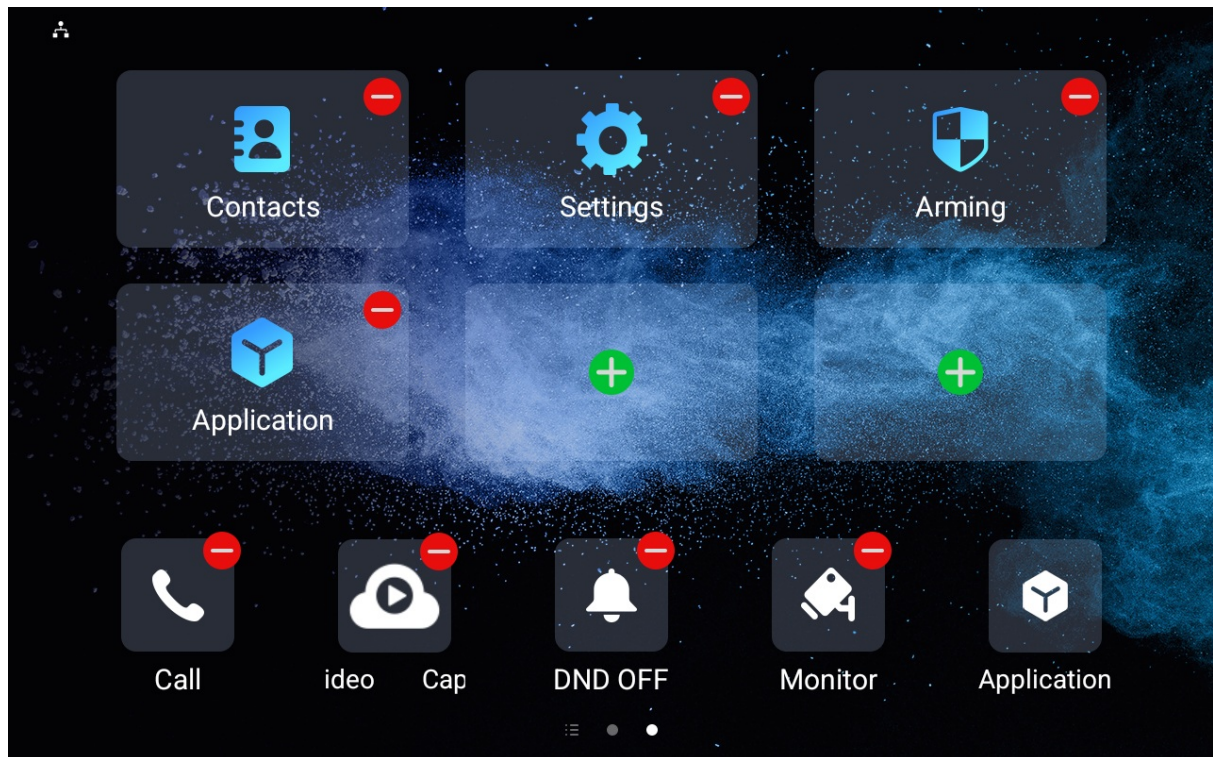 Contacts
Settings
Arming
Application
Call
ideo Cap
DND OFF
Monitor
Application